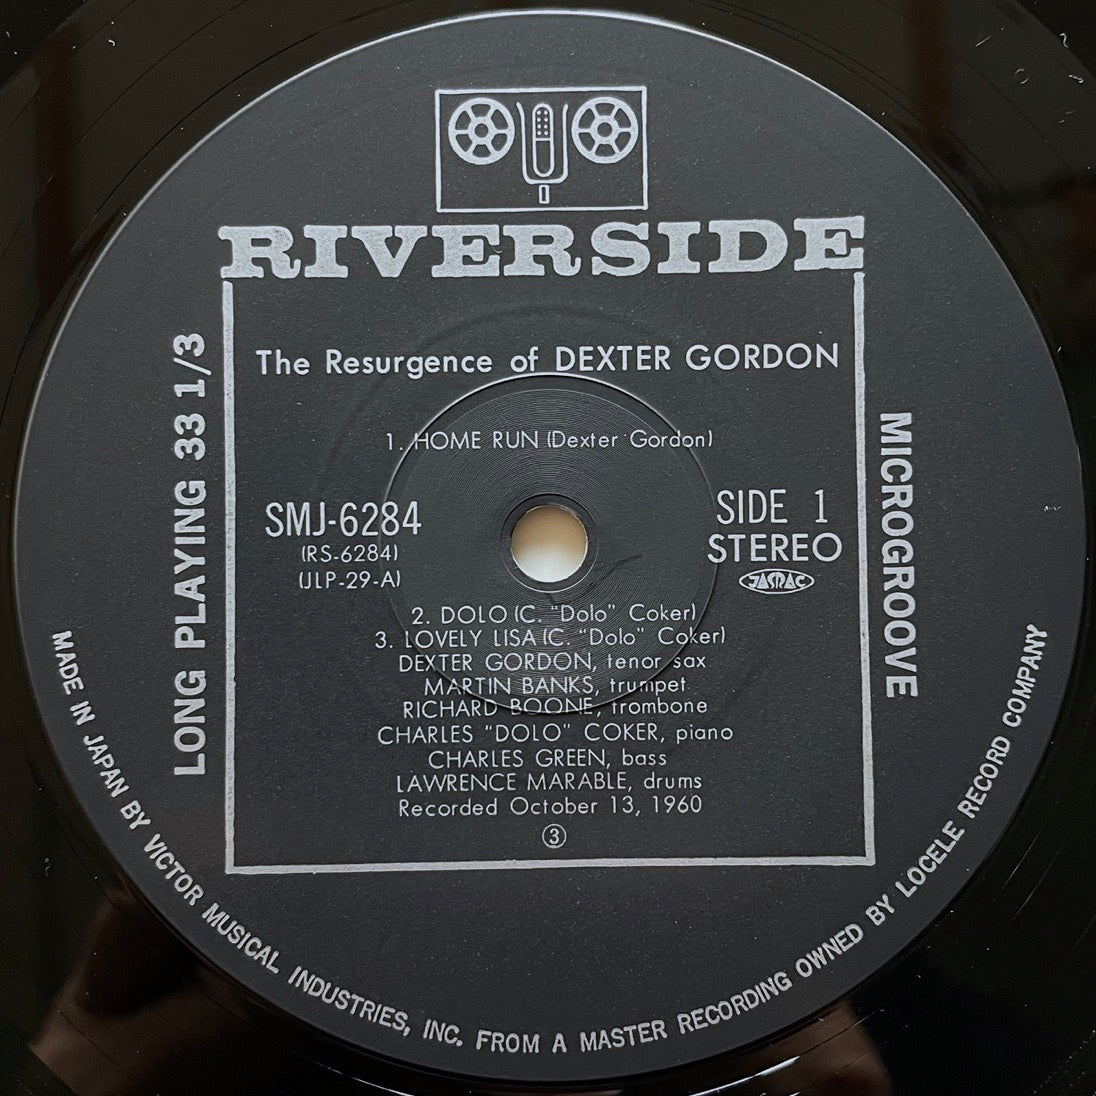 RIVERSIDE
The Resurgence of DEXTER GORDON
1. HOME RUN (Dexter Gordon)
SMJ-6284
(RS-6284)
(JLP-29-A)
SIDE 1
STEREO
JASRAC
2. DOLO (C. "Dolo" Coker)
3. LOVELY LISA (C. "Dolo" Coker)
DEXTER GORDON, tenor sax
MARTIN BANKS, trumpet
RICHARD BOONE, trombone
CHARLES "DOLO" COKER, piano
CHARLES GREEN, bass
LAWRENCE MARABLE, drums
Recorded October 13, 1960
③
LONG PLAYING 33 1/3
MICROGROOVE
MADE IN JAPAN BY VICTOR MUSICAL INDUSTRIES, INC. FROM A MASTER RECORDING OWNED BY LOCELE RECORD COMPANY